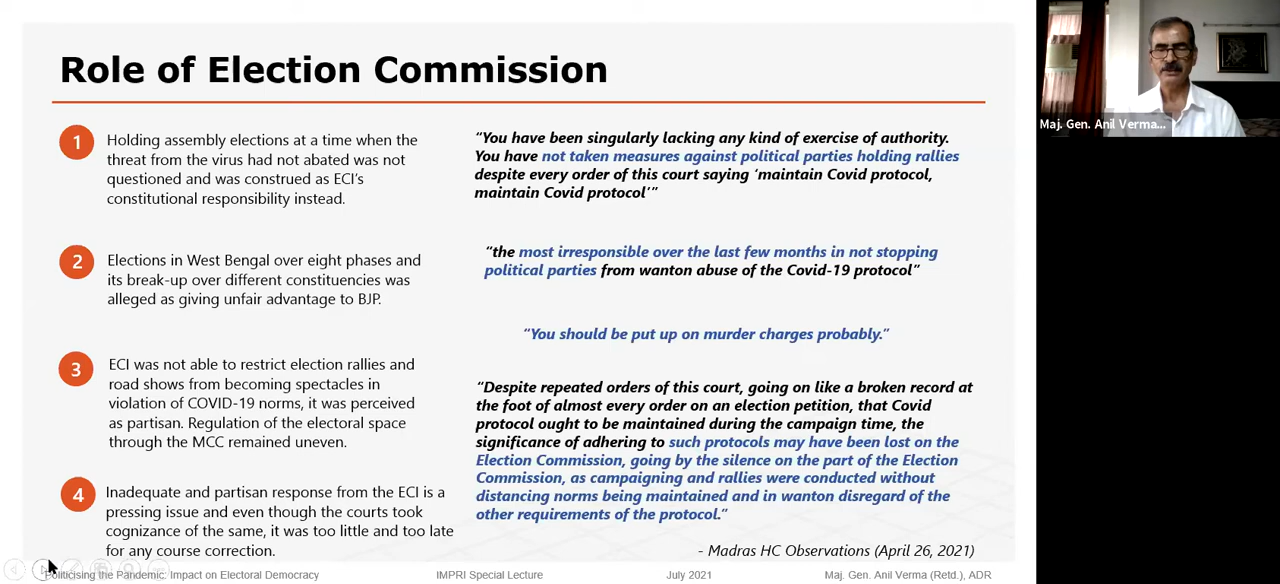 Role of Election Commission
1
Holding assembly elections at a time when the
threat from the virus had not abated was not
questioned and was construed as ECI's
constitutional responsibility instead.
2
Elections in West Bengal over eight phases and
its break-up over different constituencies was
alleged as giving unfair advantage to BJP.
3
ECI was not able to restrict election rallies and
road shows from becoming spectacles in
violation of COVID-19 norms, it was perceived
as partisan. Regulation of the electoral space
through the MCC remained uneven.
4
Inadequate and partisan response from the ECI is a
pressing issue and even though the courts took
cognizance of the same, it was too little and too late
for any course correction.
“You have been singularly lacking any kind of exercise of authority.
You have not taken measures against political parties holding rallies
despite every order of this court saying ‘maintain Covid protocol,
maintain Covid protocol’”
“the most irresponsible over the last few months in not stopping
political parties from wanton abuse of the Covid-19 protocol”
“You should be put up on murder charges probably.”
“Despite repeated orders of this court, going on like a broken record at
the foot of almost every order on an election petition, that Covid
protocol ought to be maintained during the campaign time, the
significance of adhering to such protocols may have been lost on the
Election Commission, going by the silence on the part of the Election
Commission, as campaigning and rallies were conducted without
distancing norms being maintained and in wanton disregard of the
other requirements of the protocol.”
- Madras HC Observations (April 26, 2021)
Politicising the Pandemic: Impact on Electoral Democracy
IMPRI Special Lecture
July 2021
Maj. Gen. Anil Verma (Retd.), ADR
Maj. Gen. Anil Verma...